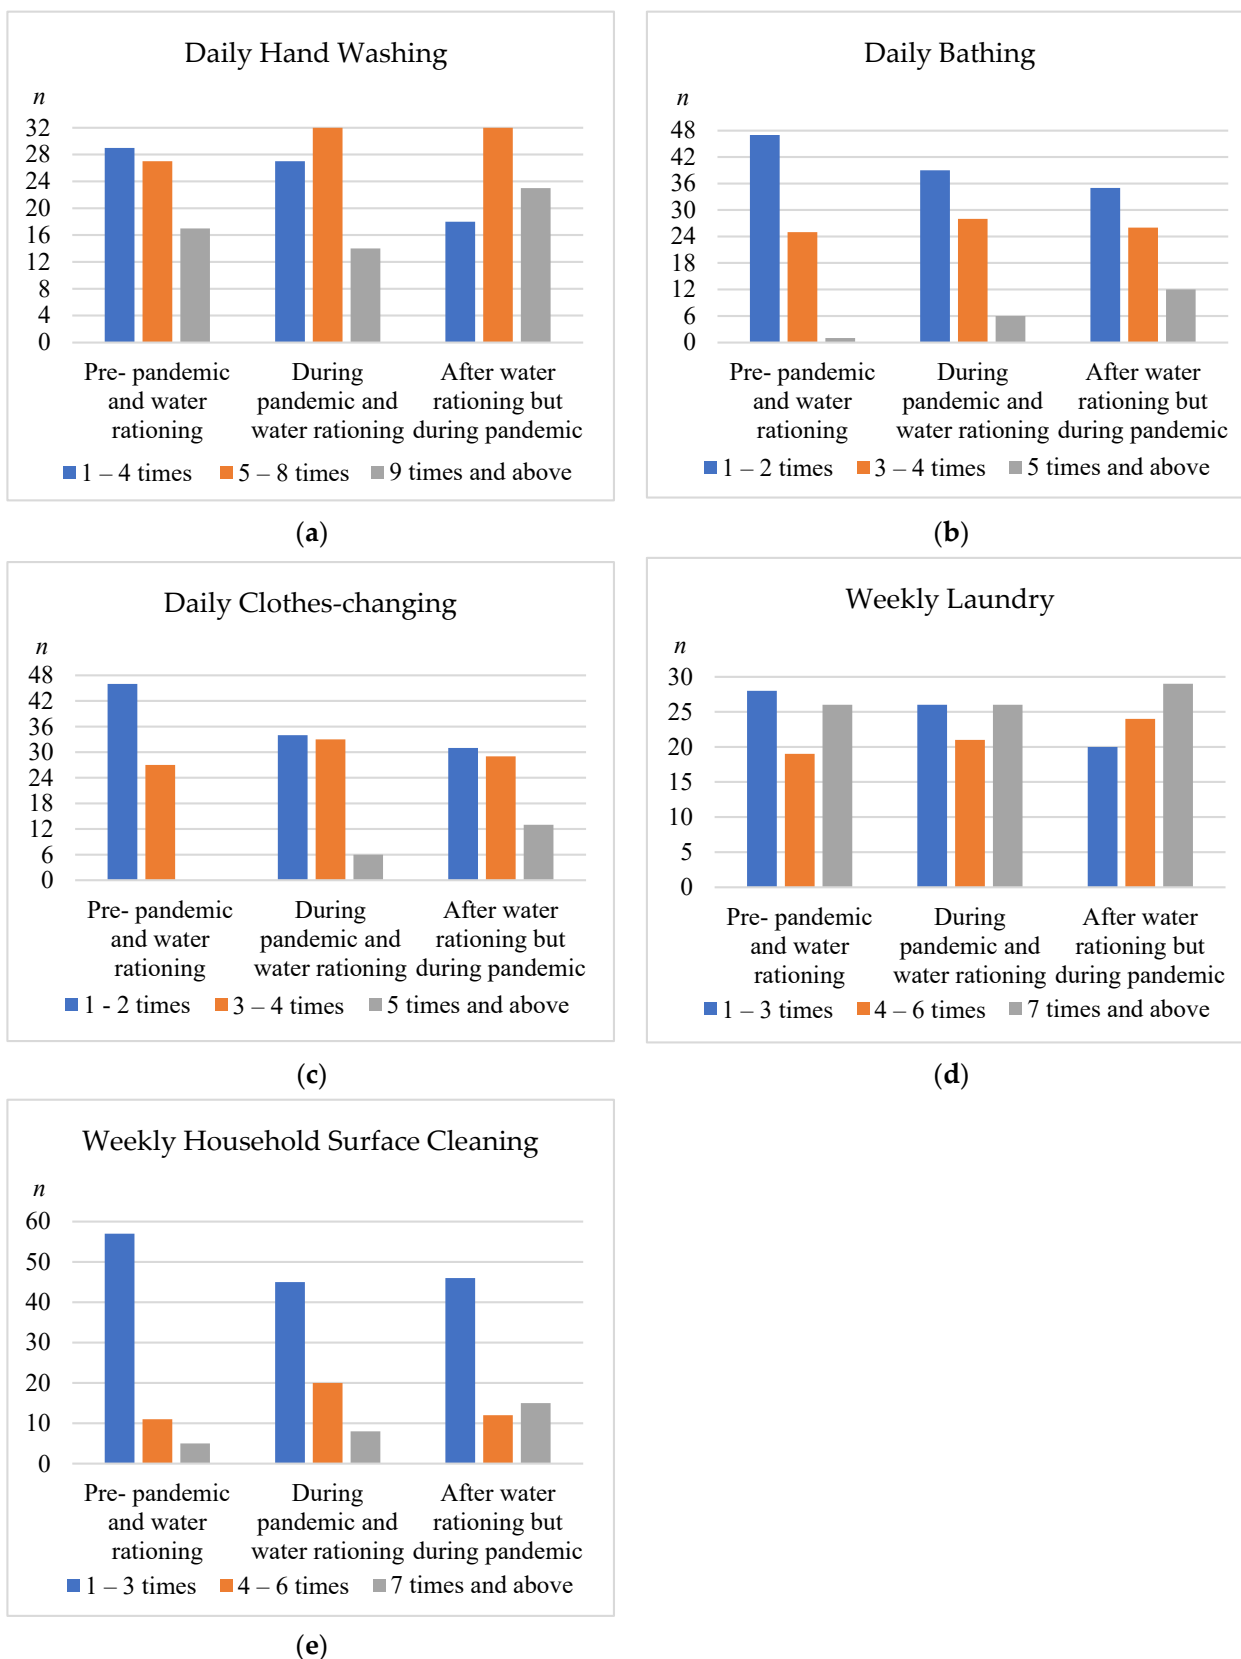 Daily Hand Washing
n
32
28
24
20
16
12
8
4
0
Pre- pandemic
and water
rationing
During
pandemic and
water rationing
After water
rationing but
during pandemic
1 – 4 times
5 – 8 times
9 times and above
(a)
Daily Bathing
n
48
42
36
30
24
18
12
6
0
Pre- pandemic
and water
rationing
During
pandemic and
water rationing
After water
rationing but
during pandemic
1 – 2 times
3 – 4 times
5 times and above
(b)
Daily Clothes-changing
n
48
42
36
30
24
18
12
6
0
Pre- pandemic
and water
rationing
During
pandemic and
water rationing
After water
rationing but
during pandemic
1 - 2 times
3 – 4 times
5 times and above
(c)
Weekly Laundry
n
30
25
20
15
10
5
0
Pre- pandemic
and water
rationing
During
pandemic and
water rationing
After water
rationing but
during pandemic
1 – 3 times
4 – 6 times
7 times and above
(d)
Weekly Household Surface Cleaning
n
60
50
40
30
20
10
0
Pre- pandemic
and water
rationing
During
pandemic and
water rationing
After water
rationing but
during pandemic
1 – 3 times
4 – 6 times
7 times and above
(e)